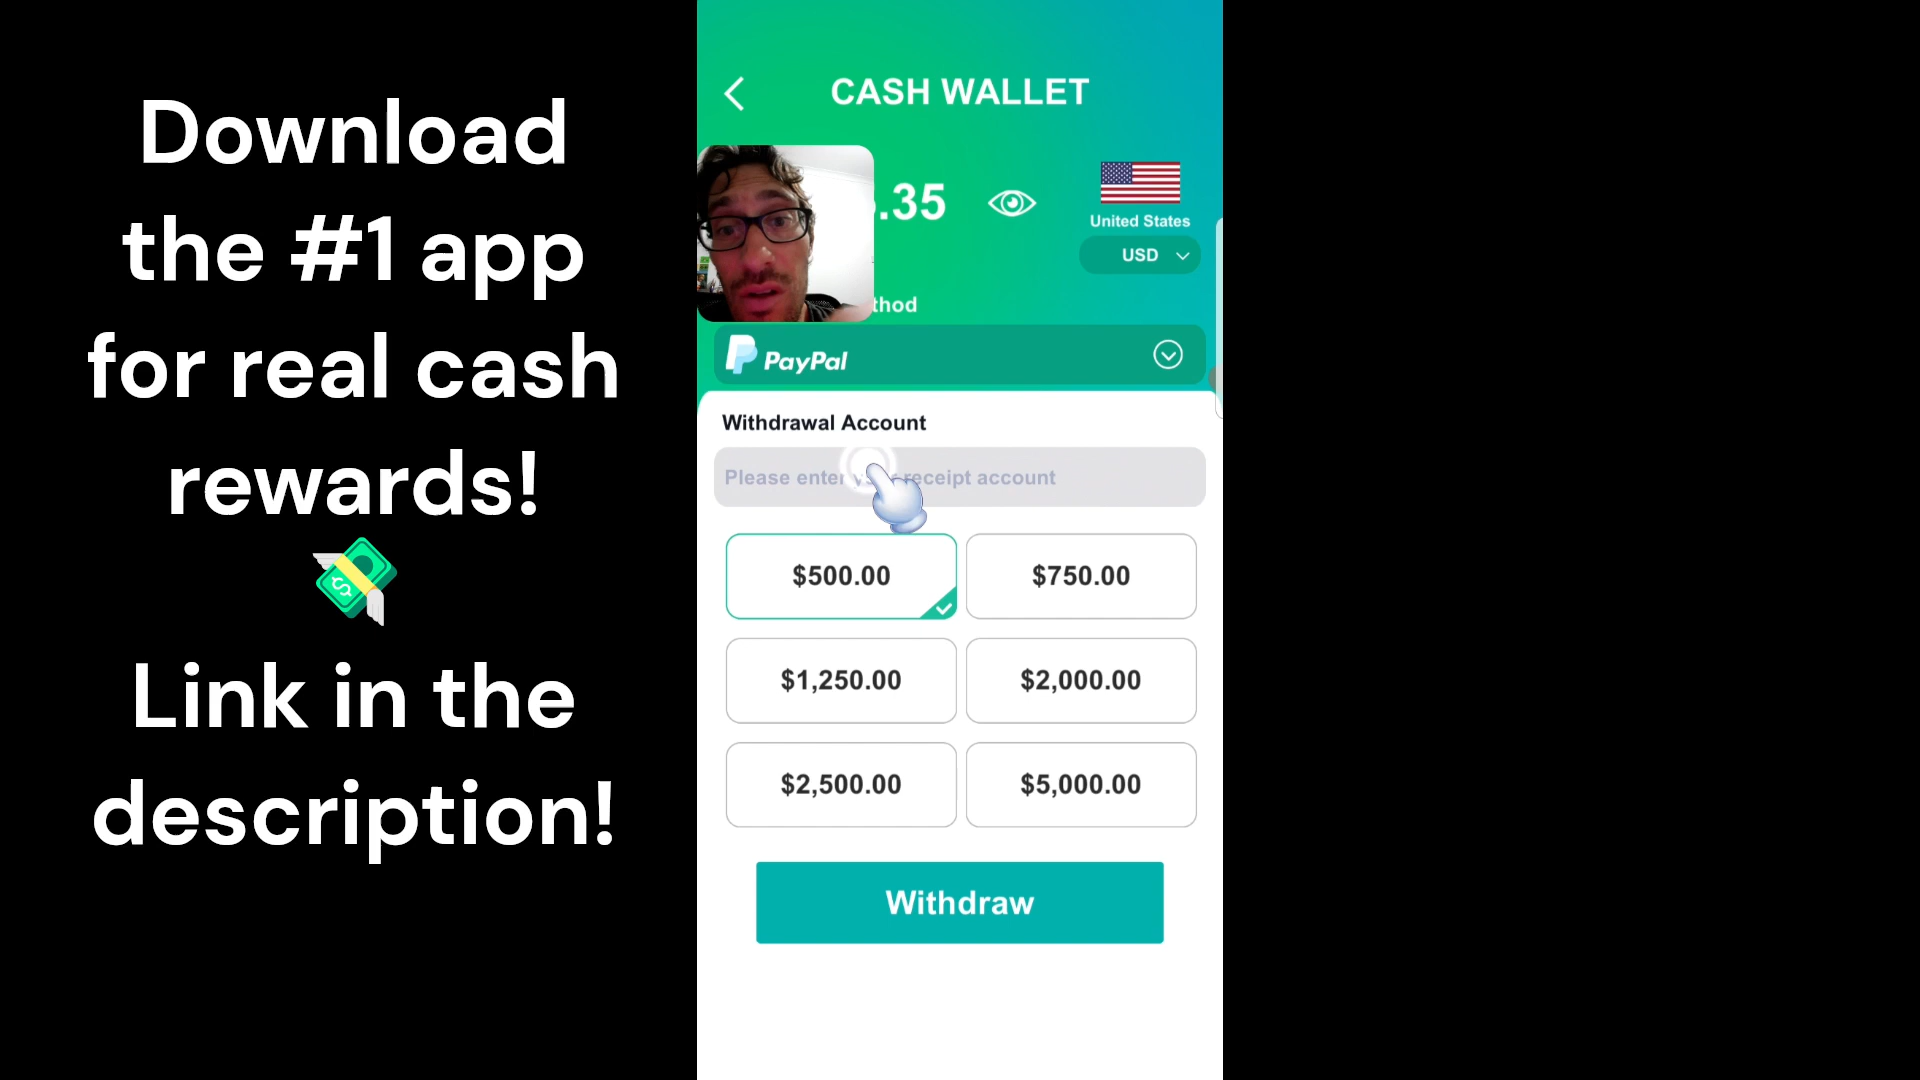 Download
the #1 app
for real cash
rewards!
Link in the
description!
CASH WALLET
.35
United States
USD
thod
PayPal
Withdrawal Account
Please enter receipt account
$500.00
$750.00
$1,250.00
$2,000.00
$2,500.00
$5,000.00
Withdraw